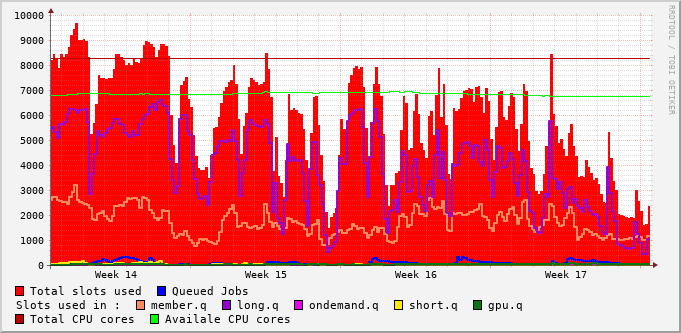 10000
9000
8000
7000
6000
5000
4000
3000
2000
1000
0
Week 14 Week 15 Week 16 Week 17
Total slots used Queued Jobs
Slots used in : member.q long.q ondemand.q short.q gpu.q
Total CPU cores Availale CPU cores
RRDTOOL / TOBI OETIKER